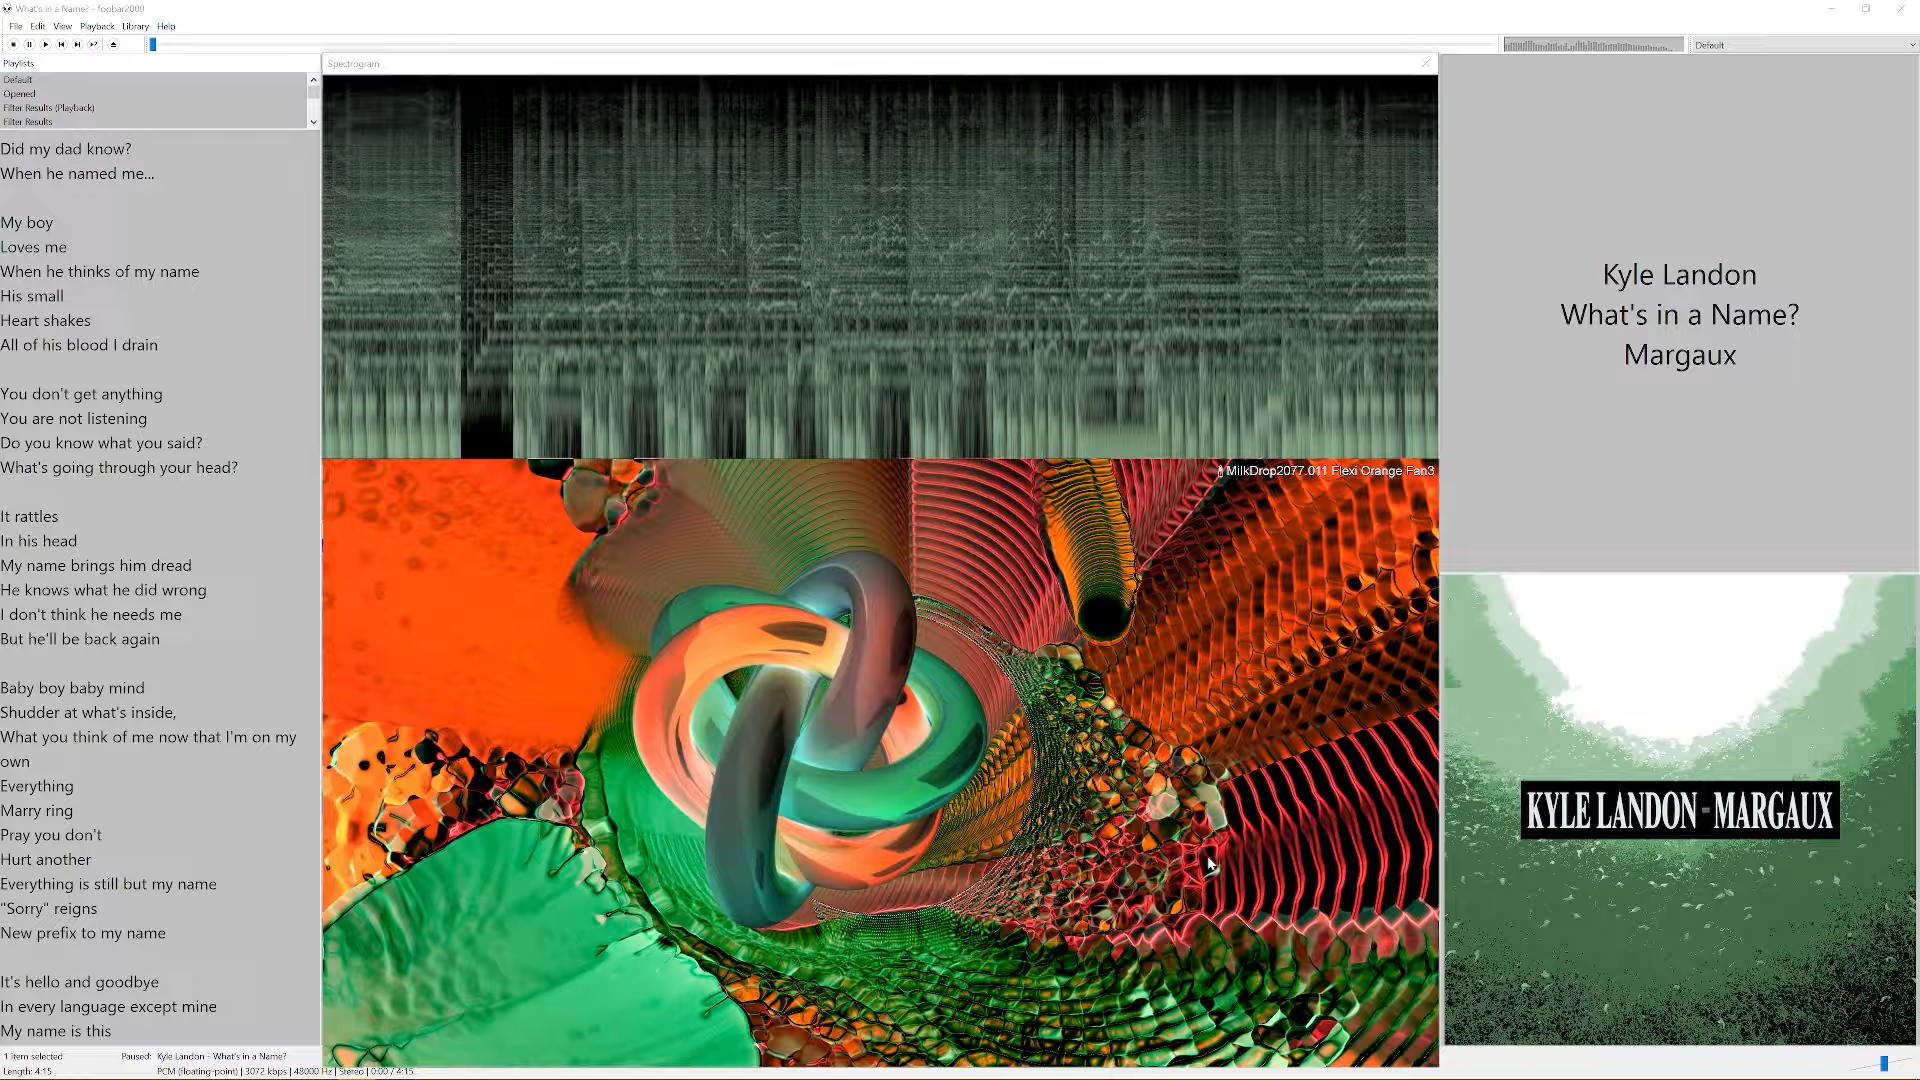 What's in a Name? - foobar2000
File Edit View Playback Library Help
Default
Playlists
Default
Opened
Filter Results (Playback)
Filter Results
Did my dad know?
When he named me...
My boy
Loves me
When he thinks of my name
His small
Heart shakes
All of his blood I drain
You don't get anything
You are not listening
Do you know what you said?
What's going through your head?
It rattles
In his head
My name brings him dread
He knows what he did wrong
I don't think he needs me
But he'll be back again
Baby boy baby mind
Shudder at what's inside,
What you think of me now that I'm on my
own
Everything
Marry ring
Pray you don't
Hurt another
Everything is still but my name
"Sorry" reigns
New prefix to my name
It's hello and goodbye
In every language except mine
My name is this
Spectrogram
MilkDrop2077.011 Flexi Orange Fan3
Kyle Landon
What's in a Name?
Margaux
KYLE LANDON - MARGAUX
1 item selected
Paused: Kyle Landon - What's in a Name?
Length: 4:15
PCM (floating-point) | 3072 kbps | 48000 Hz | Stereo | 0:00 / 4:15